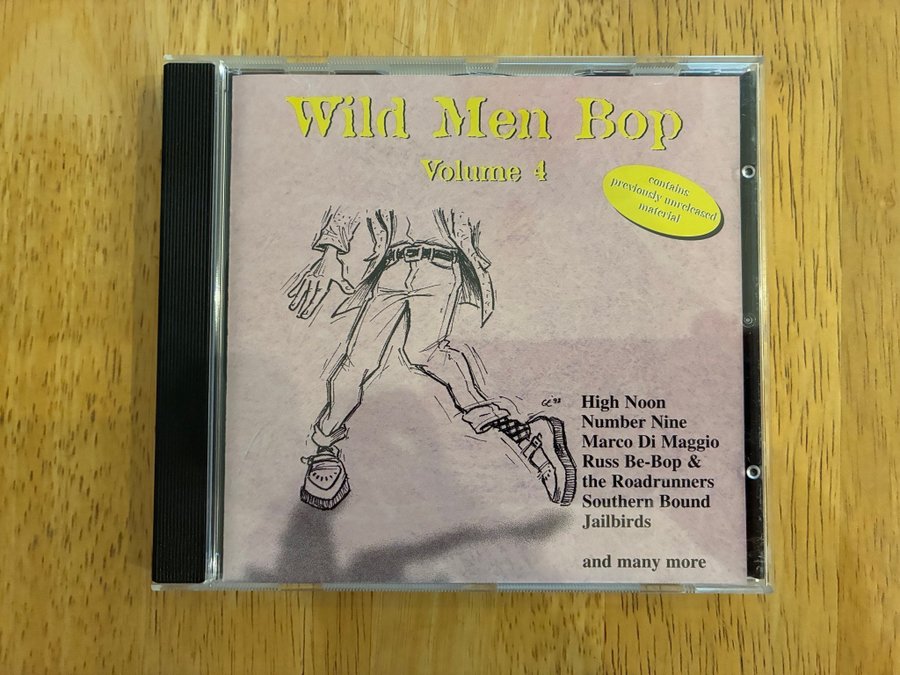 Wild Men Bop
Volume 4
contains
previously unreleased
material
High Noon
Number Nine
Marco Di Maggio
Russ Be-Bop &
the Roadrunners
Southern Bound
Jailbirds
and many more